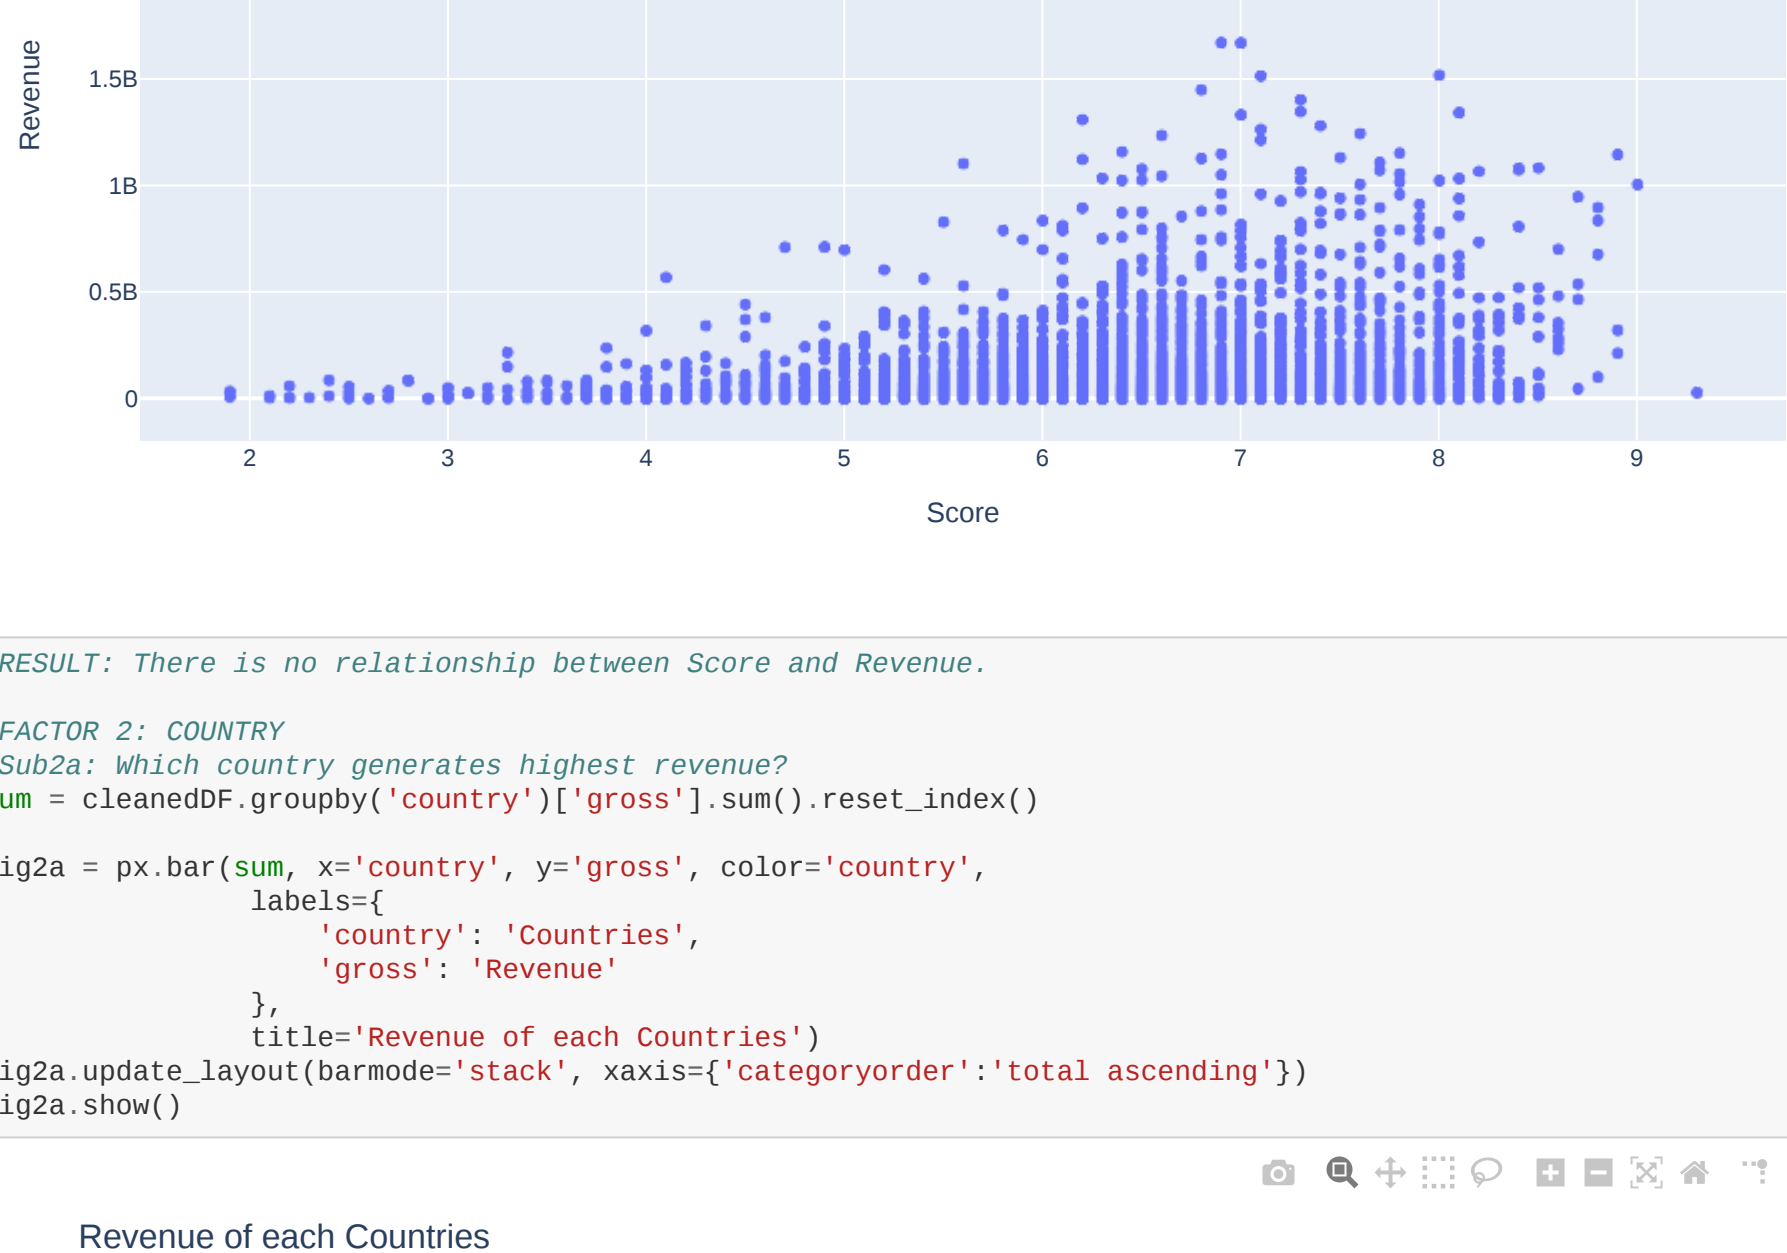 Revenue
1.5B
1B
0.5B
0
2 3 4 5 6 7 8 9
Score
RESULT: There is no relationship between Score and Revenue.
FACTOR 2: COUNTRY
Sub2a: Which country generates highest revenue?
um = cleanedDF.groupby('country')['gross'].sum().reset_index()
ig2a = px.bar(sum, x='country', y='gross', color='country',
labels={
'country': 'Countries',
'gross': 'Revenue'
},
title='Revenue of each Countries')
ig2a.update_layout(barmode='stack', xaxis={'categoryorder':'total ascending'})
ig2a.show()
Revenue of each Countries